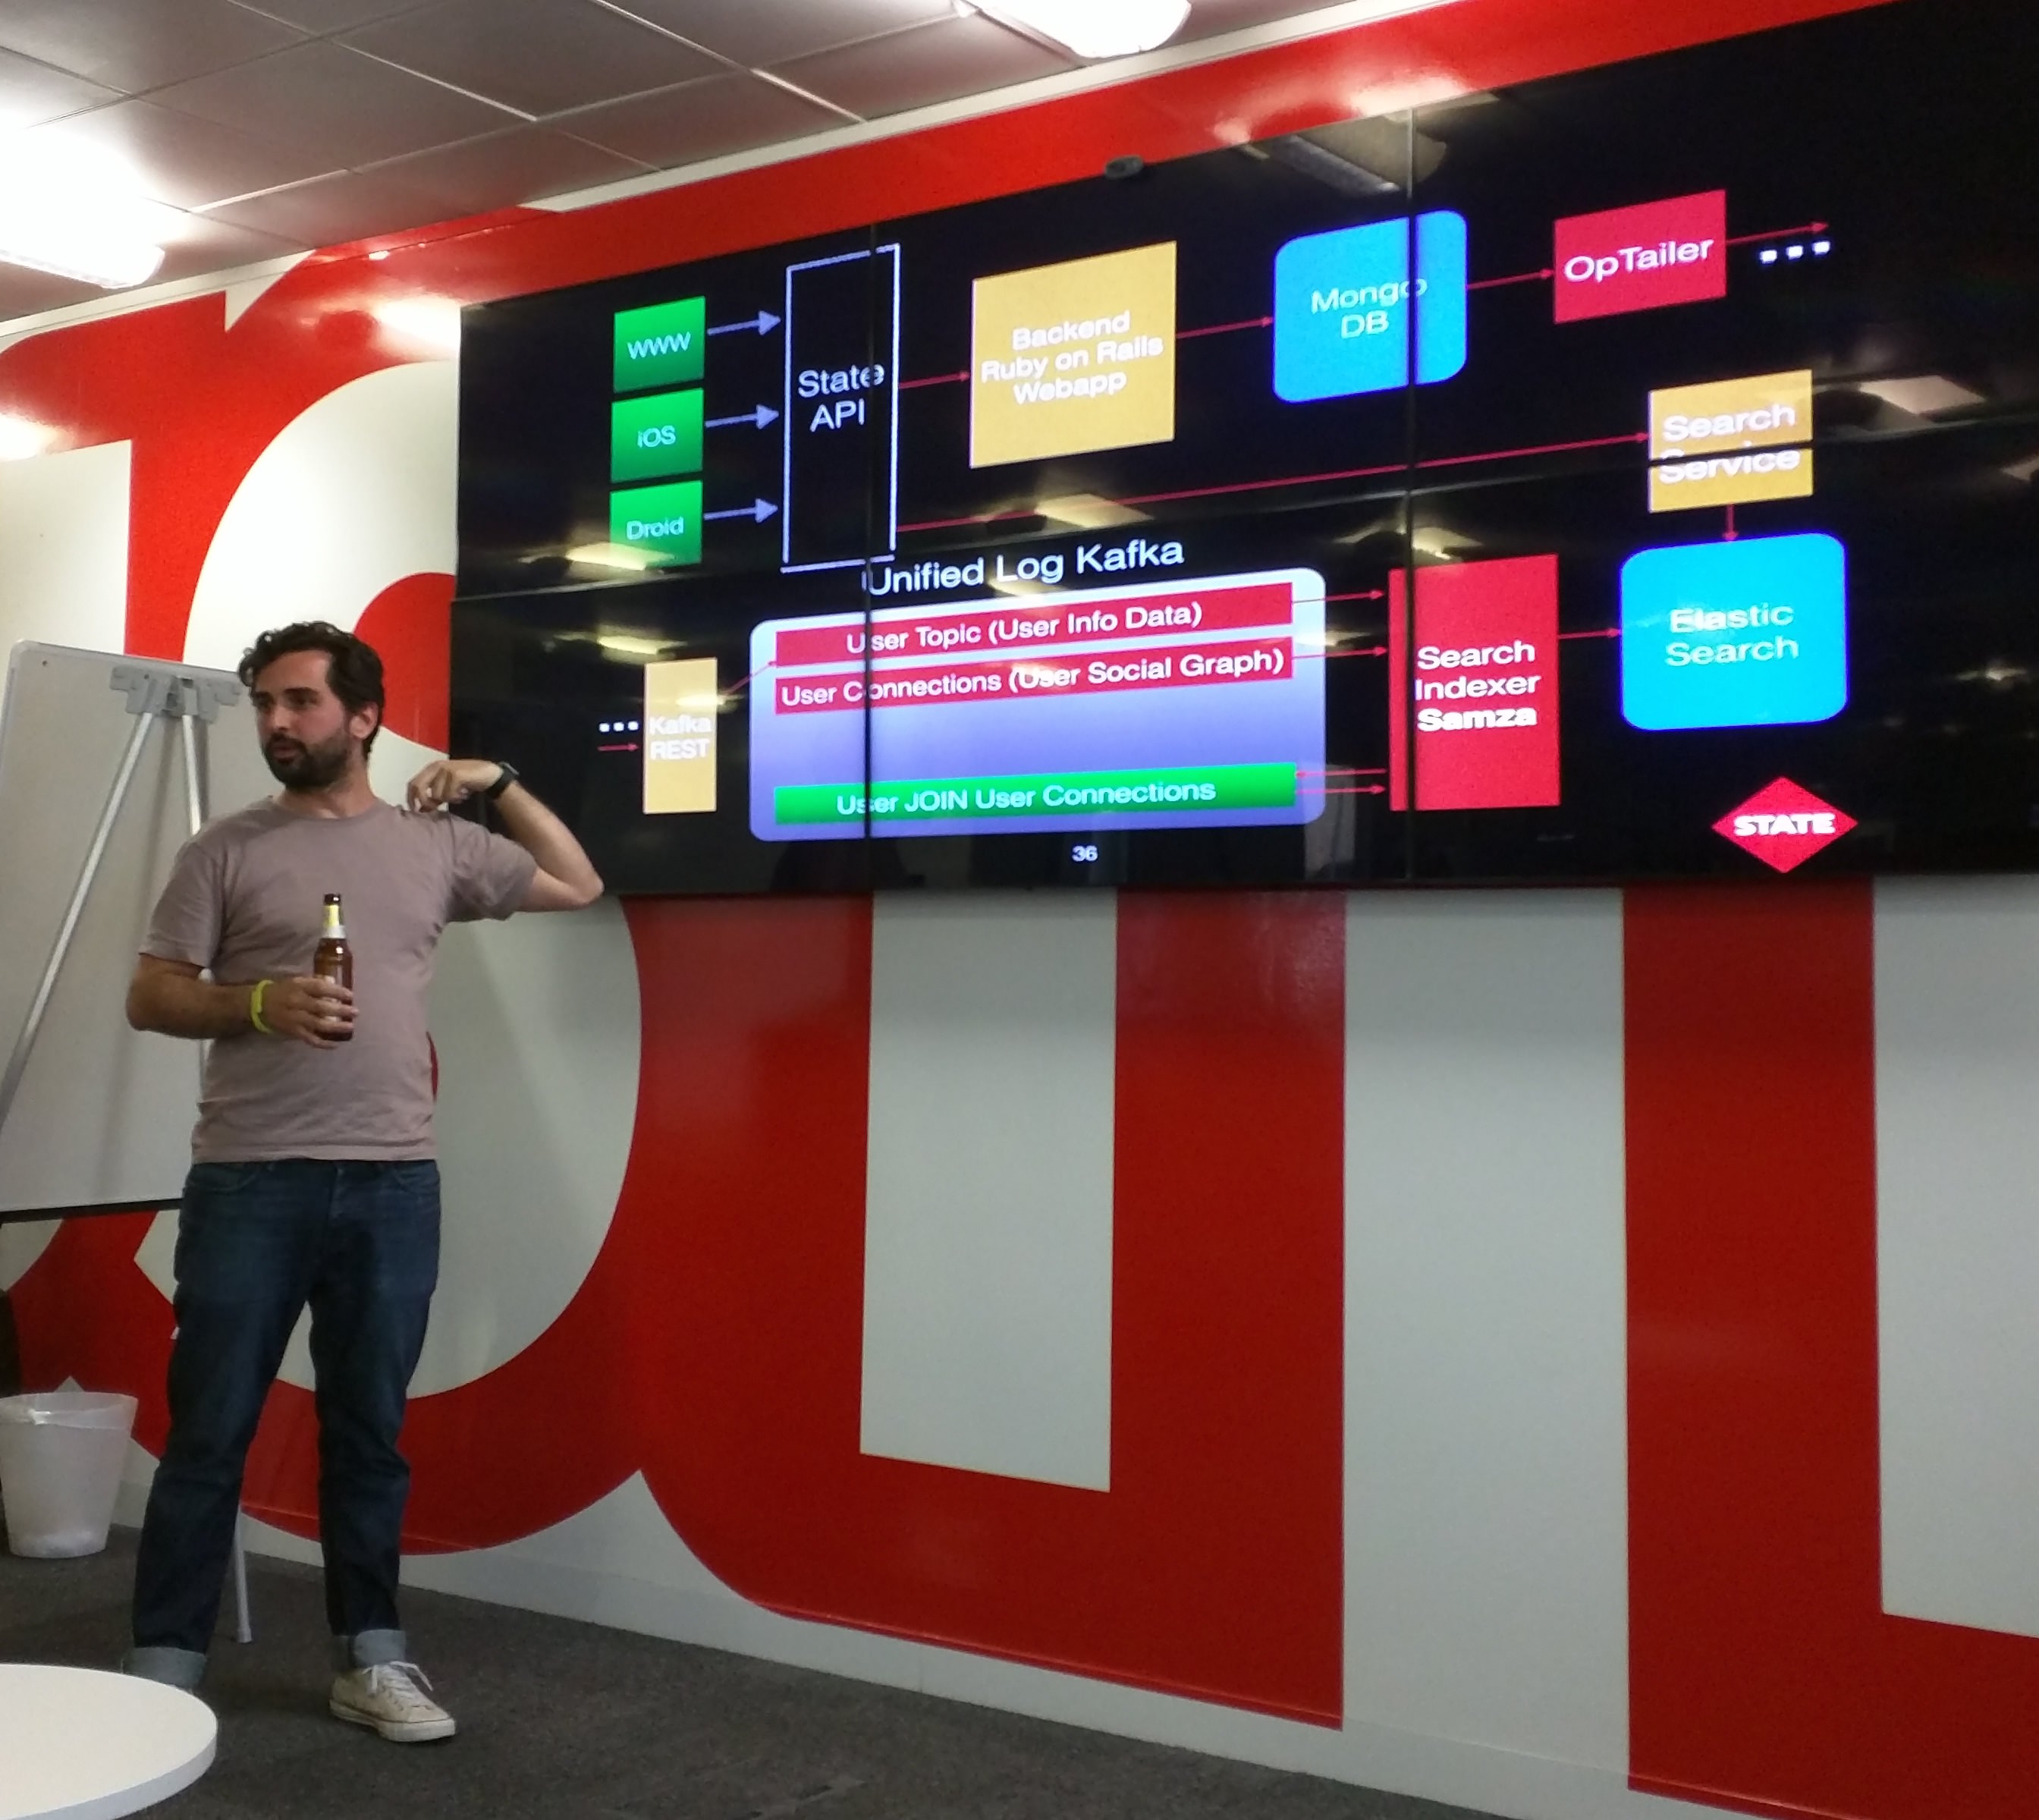 WWW
iOS
Droid
State
API
Backend
Ruby on Rails
Webapp
Mongo
DB
OpTailer
...
Search
Service
Unified Log Kafka
User Topic (User Info Data)
User Connections (User Social Graph)
User JOIN User Connections
...
Kafka
REST
Search
Indexer
Samza
Elastic
Search
STATE
36